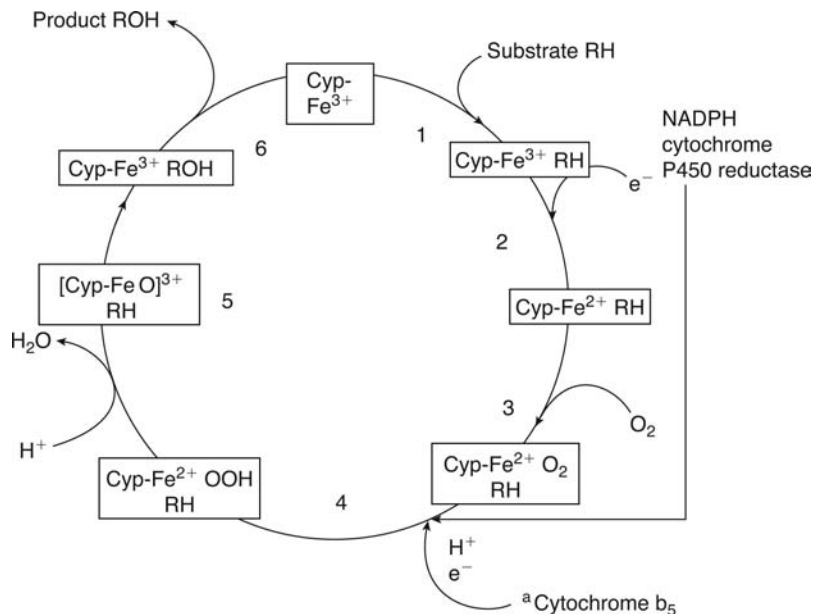 Product ROH
Substrate RH
Cyp-
Fe³⁺
1
NADPH
cytochrome
P450 reductase
6
Cyp-Fe³⁺ RH
Cyp-Fe³⁺ ROH
e⁻
2
[Cyp-Fe O]³⁺
RH
5
Cyp-Fe²⁺ RH
H₂O
3
O₂
H⁺
Cyp-Fe²⁺ OOH
RH
Cyp-Fe²⁺ O₂
RH
4
H⁺
e⁻
ᵃCytochrome b₅